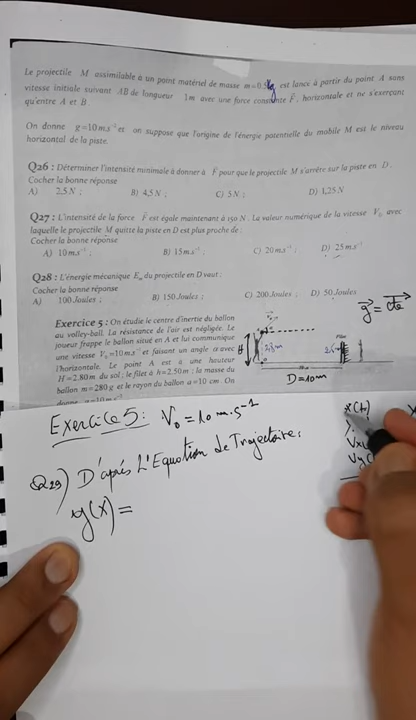 Le projectile M assimilable a un point matériel de masse m=0.5kg est lancé à partir du point A sans
vitesse initiale suivant AB de longueur 1m avec une force constante F, horizontale et ne s'exerçant
qu'entre A et B.
On donne g=10m.s⁻² et on suppose que l'origine de l'énergie potentielle du mobile M est le niveau
horizontal de la piste.
Q26 : Déterminer l'intensité minimale à donner à F pour que le projectile M s'arrête sur la piste en D.
Cocher la bonne réponse
A) 2,5 N ; B) 4,5 N ; C) 5 N ; D) 1,25 N
Q27 : L'intensité de la force F est égale maintenant à 150 N. La valeur numérique de la vitesse V₀ avec
laquelle le projectile M quitte la piste en D est plus proche de :
Cocher la bonne réponse
A) 10 m.s⁻¹ ; B) 15 m.s⁻¹ ; C) 20 m.s⁻¹ ; D) 25 m.s⁻¹
Q28 : L'énergie mécanique Eₘ du projectile en D vaut :
Cocher la bonne réponse
A) 100 Joules ; B) 150 Joules ; C) 200 Joules ; D) 50 Joules
g = cte
Exercice 5 : On étudie le centre d'inertie du ballon
au volley-ball. La résistance de l'air est négligée. Le
joueur frappe le ballon situé en A et lui communique
une vitesse V₀=10 m.s⁻¹ et faisant un angle α avec
l'horizontale. Le point A est a une hauteur
H =2.80m du sol ; le filet à h=2.50m ; la masse du
ballon m=280 g et le rayon du ballon a=10 cm. On
donne
H
2.8m
D=10m
Exercice 5: V₀ = 10 m.s⁻¹
Q29) D'après L'Equation de Trajectoire:
y(x) =
x(t)